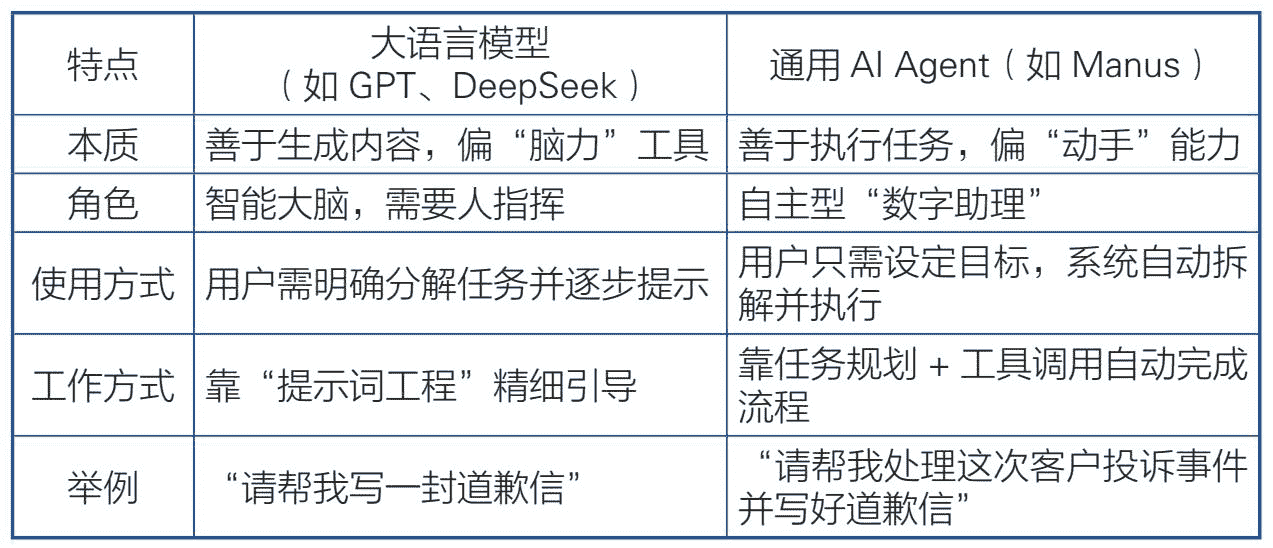 特点
大语言模型
（如 GPT、DeepSeek）
通用 AI Agent（如 Manus）
本质
善于生成内容，偏“脑力”工具
善于执行任务，偏“动手”能力
角色
智能大脑，需要人指挥
自主型“数字助理”
使用方式
用户需明确分解任务并逐步提示
用户只需设定目标，系统自动拆
解并执行
工作方式
靠“提示词工程”精细引导
靠任务规划 + 工具调用自动完成
流程
举例
“请帮我写一封道歉信”
“请帮我处理这次客户投诉事件
并写好道歉信”